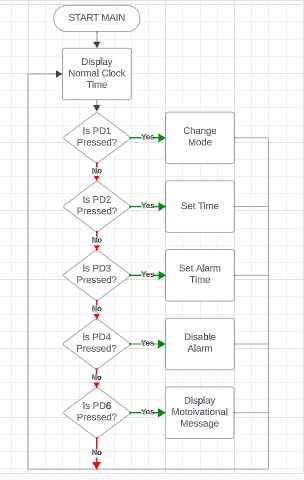 START MAIN
Display
Normal Clock
Time
Is PD1
Pressed?
Yes
Change
Mode
No
Is PD2
Pressed?
Yes
Set Time
No
Is PD3
Pressed?
Yes
Set Alarm
Time
No
Is PD4
Pressed?
Yes
Disable
Alarm
No
Is PD6
Pressed?
Yes
DIsplay
Motoivational
Message
No